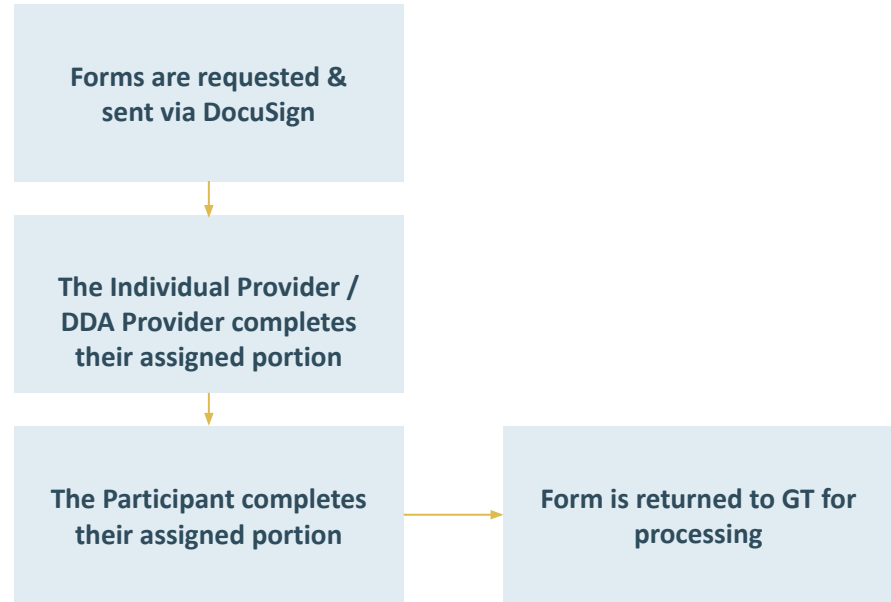 Forms are requested &
sent via DocuSign
The Individual Provider /
DDA Provider completes
their assigned portion
The Participant completes
their assigned portion
Form is returned to GT for
processing